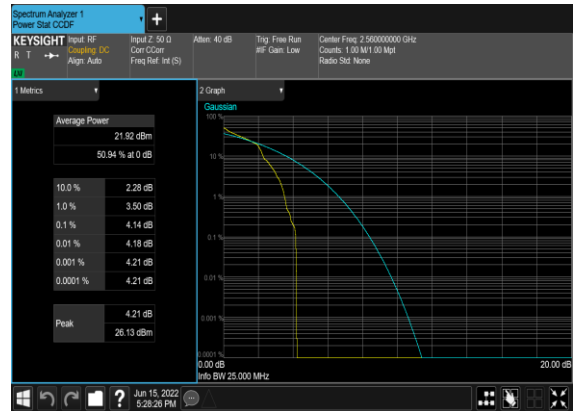 Spectrum Analyzer 1
Power Stat CCDF
KEYSIGHT
R T
LW
Input: RF
Coupling: DC
Align: Auto
Input Z: 50 Ω
Corr CCorr
Freq Ref: Int (S)
Atten: 40 dB
Trig: Free Run
#IF Gain: Low
Center Freq: 2.560000000 GHz
Counts: 1.00 M/1.00 Mpt
Radio Std: None
1 Metrics
Average Power
21.92 dBm
50.94 % at 0 dB
10.0 % 2.28 dB
1.0 % 3.50 dB
0.1 % 4.14 dB
0.01 % 4.18 dB
0.001 % 4.21 dB
0.0001 % 4.21 dB
Peak
4.21 dB
26.13 dBm
2 Graph
Gaussian
100 %
10 %
1 %
0.1 %
0.01 %
0.001 %
0.0001 %
0.00 dB 20.00 dB
Info BW 25.000 MHz
?
Jun 15, 2022
5:28:26 PM